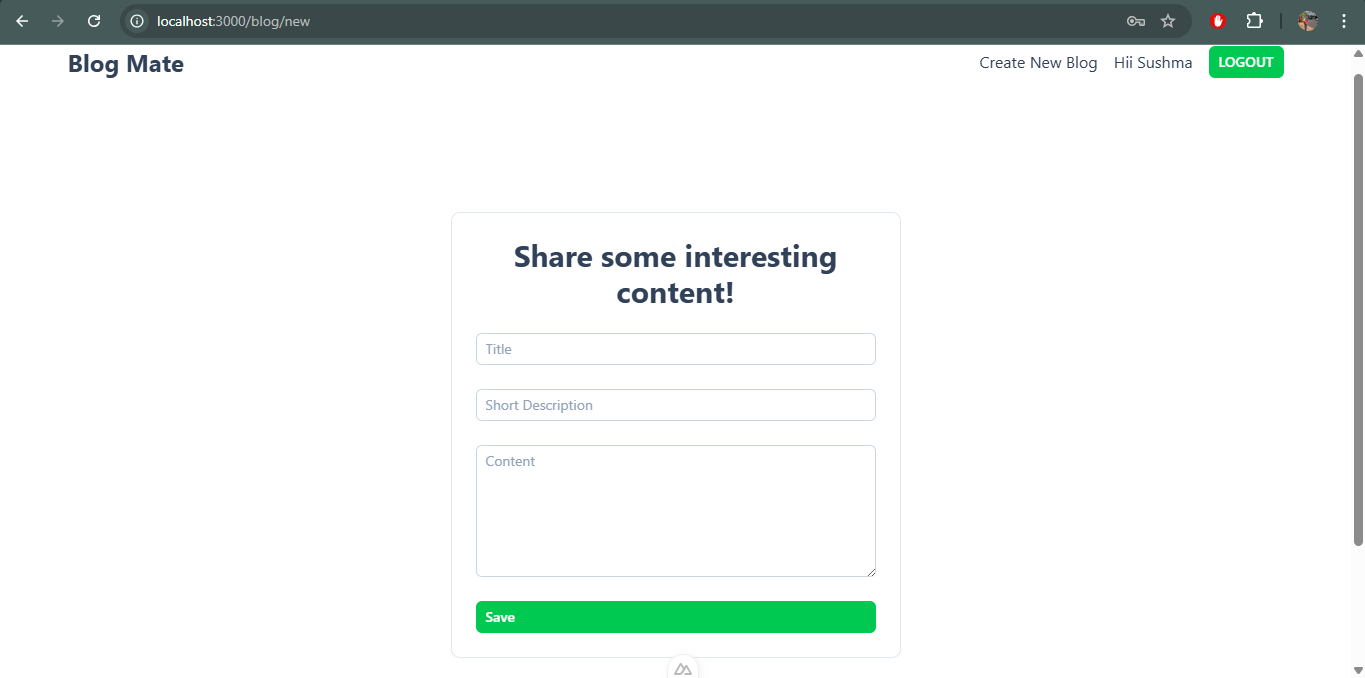 localhost:3000/blog/new
Blog Mate
Create New Blog
Hii Sushma
LOGOUT
Share some interesting
content!
Title
Short Description
Content
Save